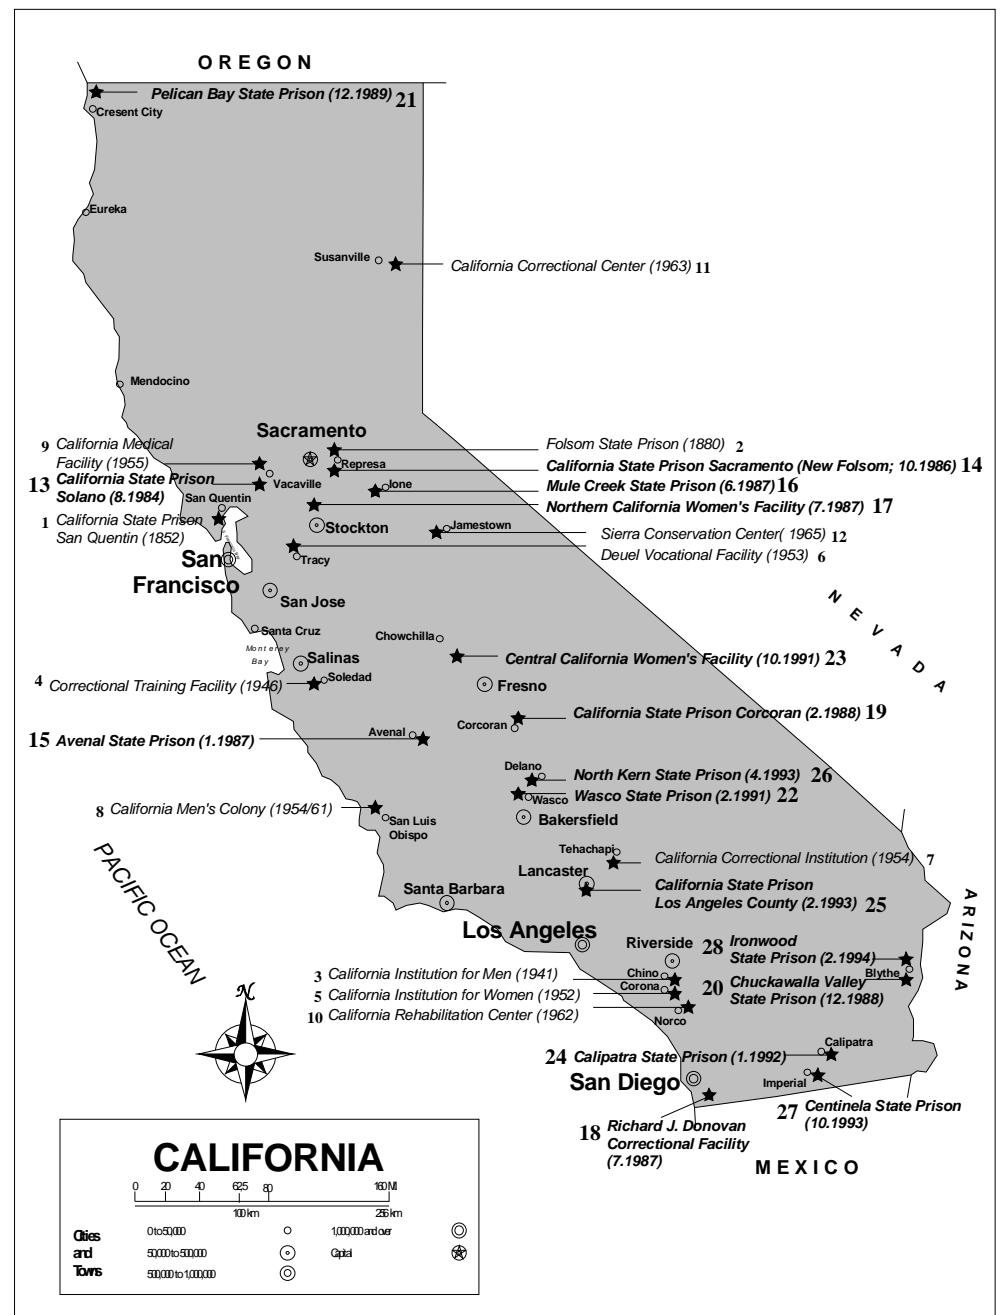 OREGON
Pelican Bay State Prison (12.1989) 21
Cresent City
Eureka
Susanville
California Correctional Center (1963) 11
Mendocino
Sacramento
9 California Medical
Facility (1955)
Folsom State Prison (1880) 2
Represa
California State Prison Sacramento (New Folsom; 10.1986) 14
13 California State Prison
Solano (8.1984)
Vacaville
Ione
Mule Creek State Prison (6.1987) 16
San Quentin
Northern California Women's Facility (7.1987) 17
1 California State Prison
San Quentin (1852)
Stockton
Jamestown
Sierra Conservation Center( 1965) 12
Deuel Vocational Facility (1953) 6
Tracy
San
Francisco
San Jose
NEVADA
Santa Cruz
Chowchilla
Monterey
Bay
Salinas
Central California Women's Facility (10.1991) 23
4 Correctional Training Facility (1946)
Soledad
Fresno
California State Prison Corcoran (2.1988) 19
Corcoran
15 Avenal State Prison (1.1987)
Avenal
Delano
North Kern State Prison (4.1993) 26
Wasco State Prison (2.1991) 22
Wasco
8 California Men's Colony (1954/61)
San Luis
Obispo
Bakersfield
Tehachapi
California Correctional Institution (1954) 7
PACIFIC OCEAN
Lancaster
California State Prison
Los Angeles County (2.1993) 25
Santa Barbara
ARIZONA
Los Angeles
Riverside
28 Ironwood
State Prison (2.1994)
3 California Institution for Men (1941)
Chino
Blythe
5 California Institution for Women (1952)
Corona
20 Chuckawalla Valley
State Prison (12.1988)
10 California Rehabilitation Center (1962)
Norco
N
24 Calipatra State Prison (1.1992)
Calipatra
San Diego
Imperial
27 Centinela State Prison
(10.1993)
18 Richard J. Donovan
Correctional Facility
(7.1987)
MEXICO
CALIFORNIA
0 20 40 62.5 80 160 MI.
100 km 256 km
Cities
and
Towns
0 to 50,000
50,000 to 500,000
500,000 to 1,000,000
1,000,000 and over
Capital